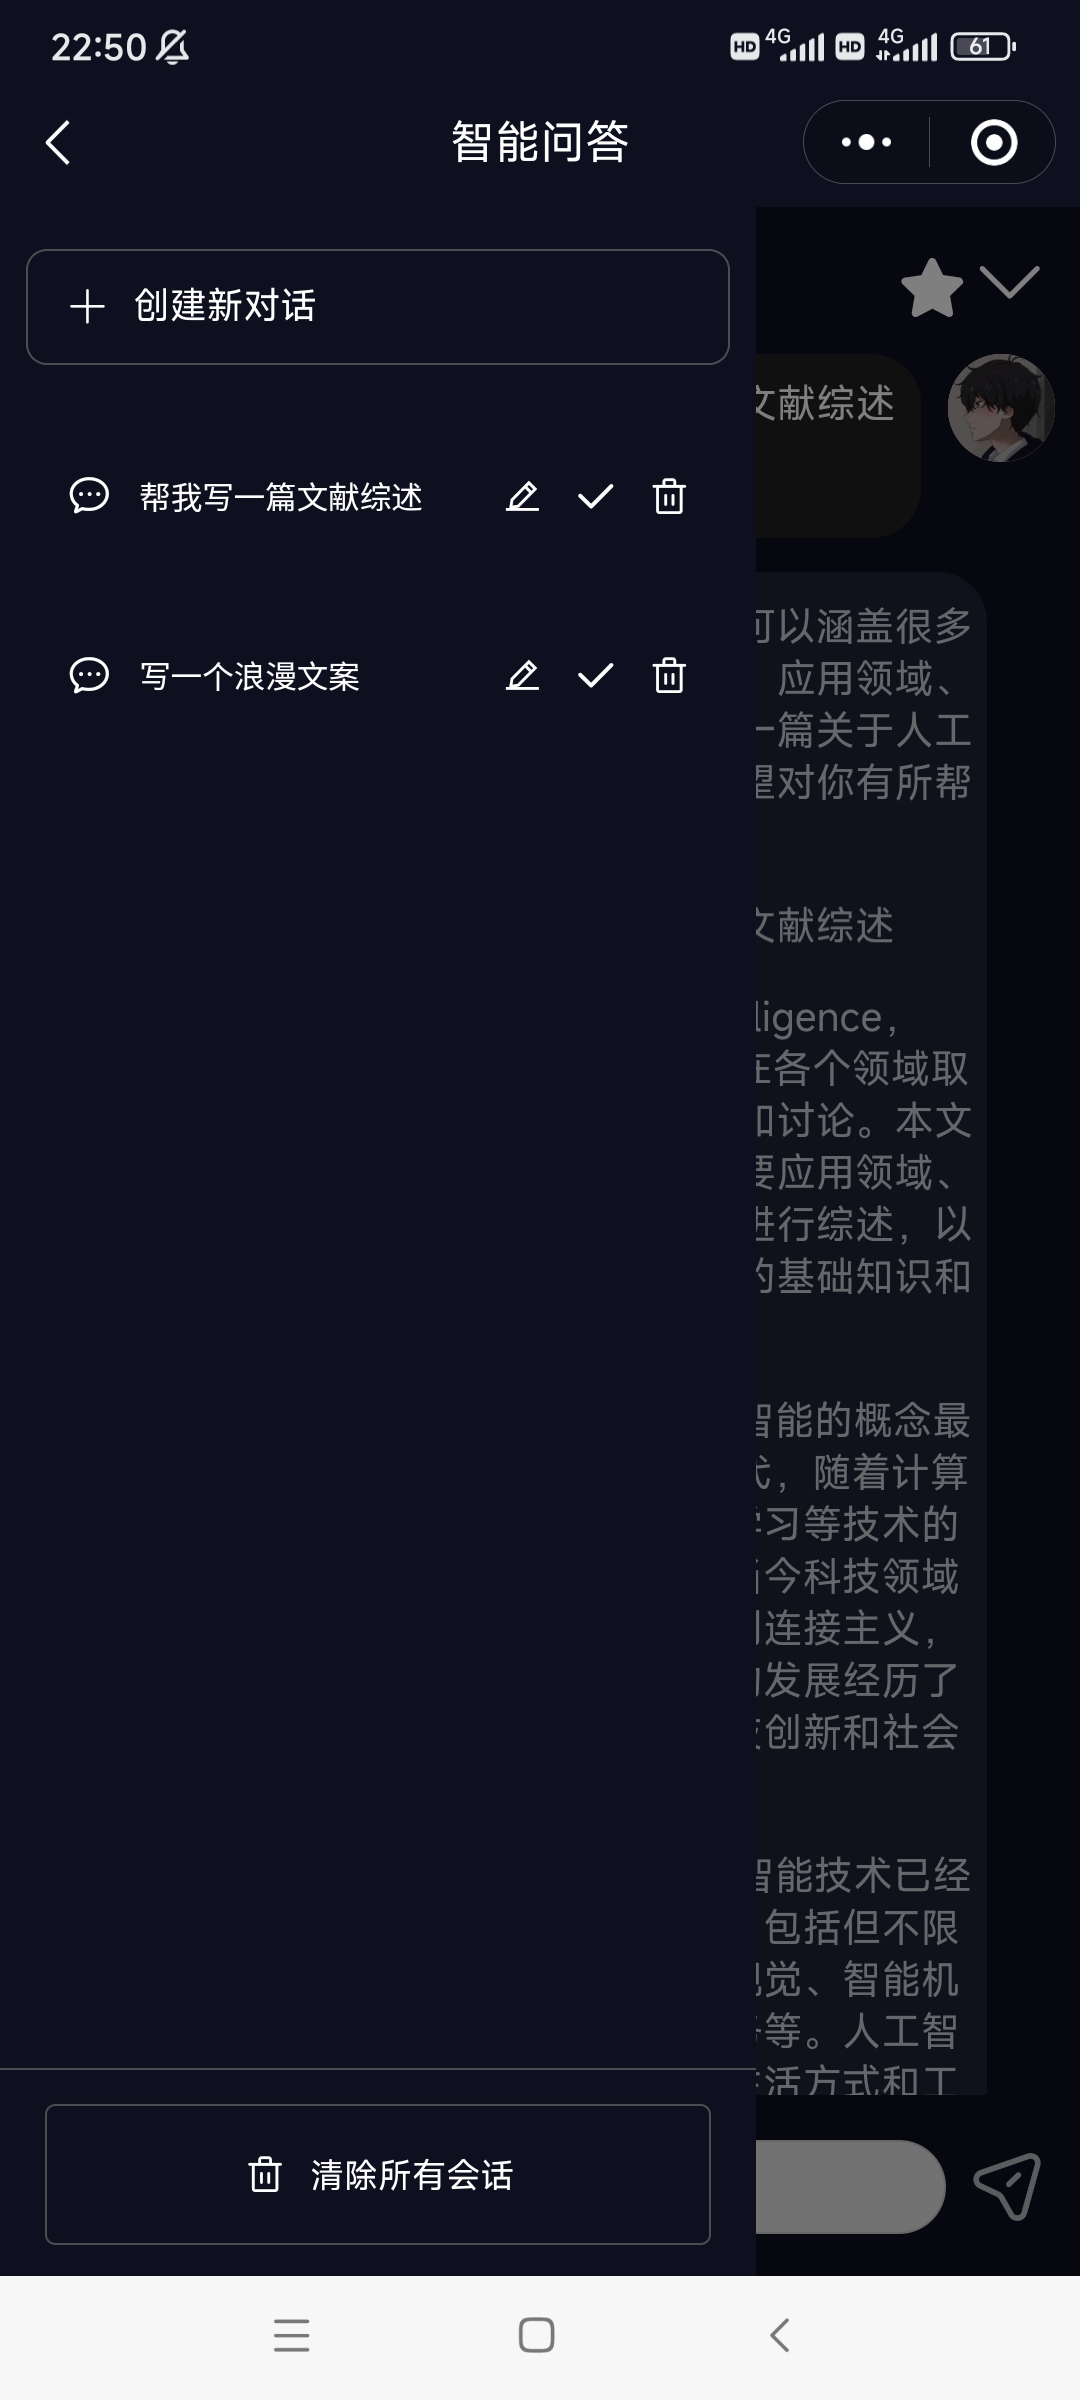 22:50
HD 4G HD 4G 61
智能问答
创建新对话
帮我写一篇文献综述
写一个浪漫文案
清除所有会话
文献综述
可以涵盖很多
应用领域、
一篇关于人工
望对你有所帮
文献综述
lligence，
在各个领域取
和讨论。本文
要应用领域、
进行综述，以
的基础知识和
智能的概念最
代，随着计算
学习等技术的
当今科技领域
连接主义，
发展经历了
技创新和社会
智能技术已经
包括但不限
视觉、智能机
等。人工智
生活方式和工